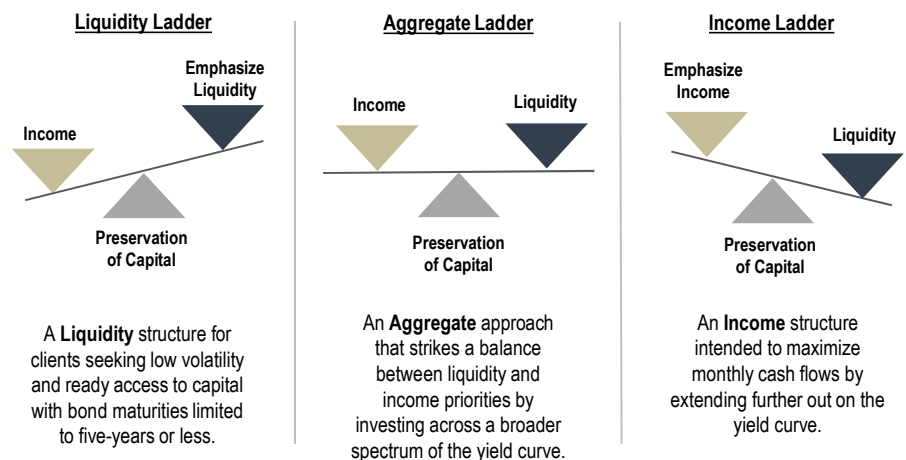 Liquidity Ladder
Emphasize
Liquidity
Income
Preservation
of Capital
A Liquidity structure for
clients seeking low volatility
and ready access to capital
with bond maturities limited
to five-years or less.
Aggregate Ladder
Income
Liquidity
Preservation
of Capital
An Aggregate approach
that strikes a balance
between liquidity and
income priorities by
investing across a broader
spectrum of the yield curve.
Income Ladder
Emphasize
Income
Liquidity
Preservation
of Capital
An Income structure
intended to maximize
monthly cash flows by
extending further out on the
yield curve.